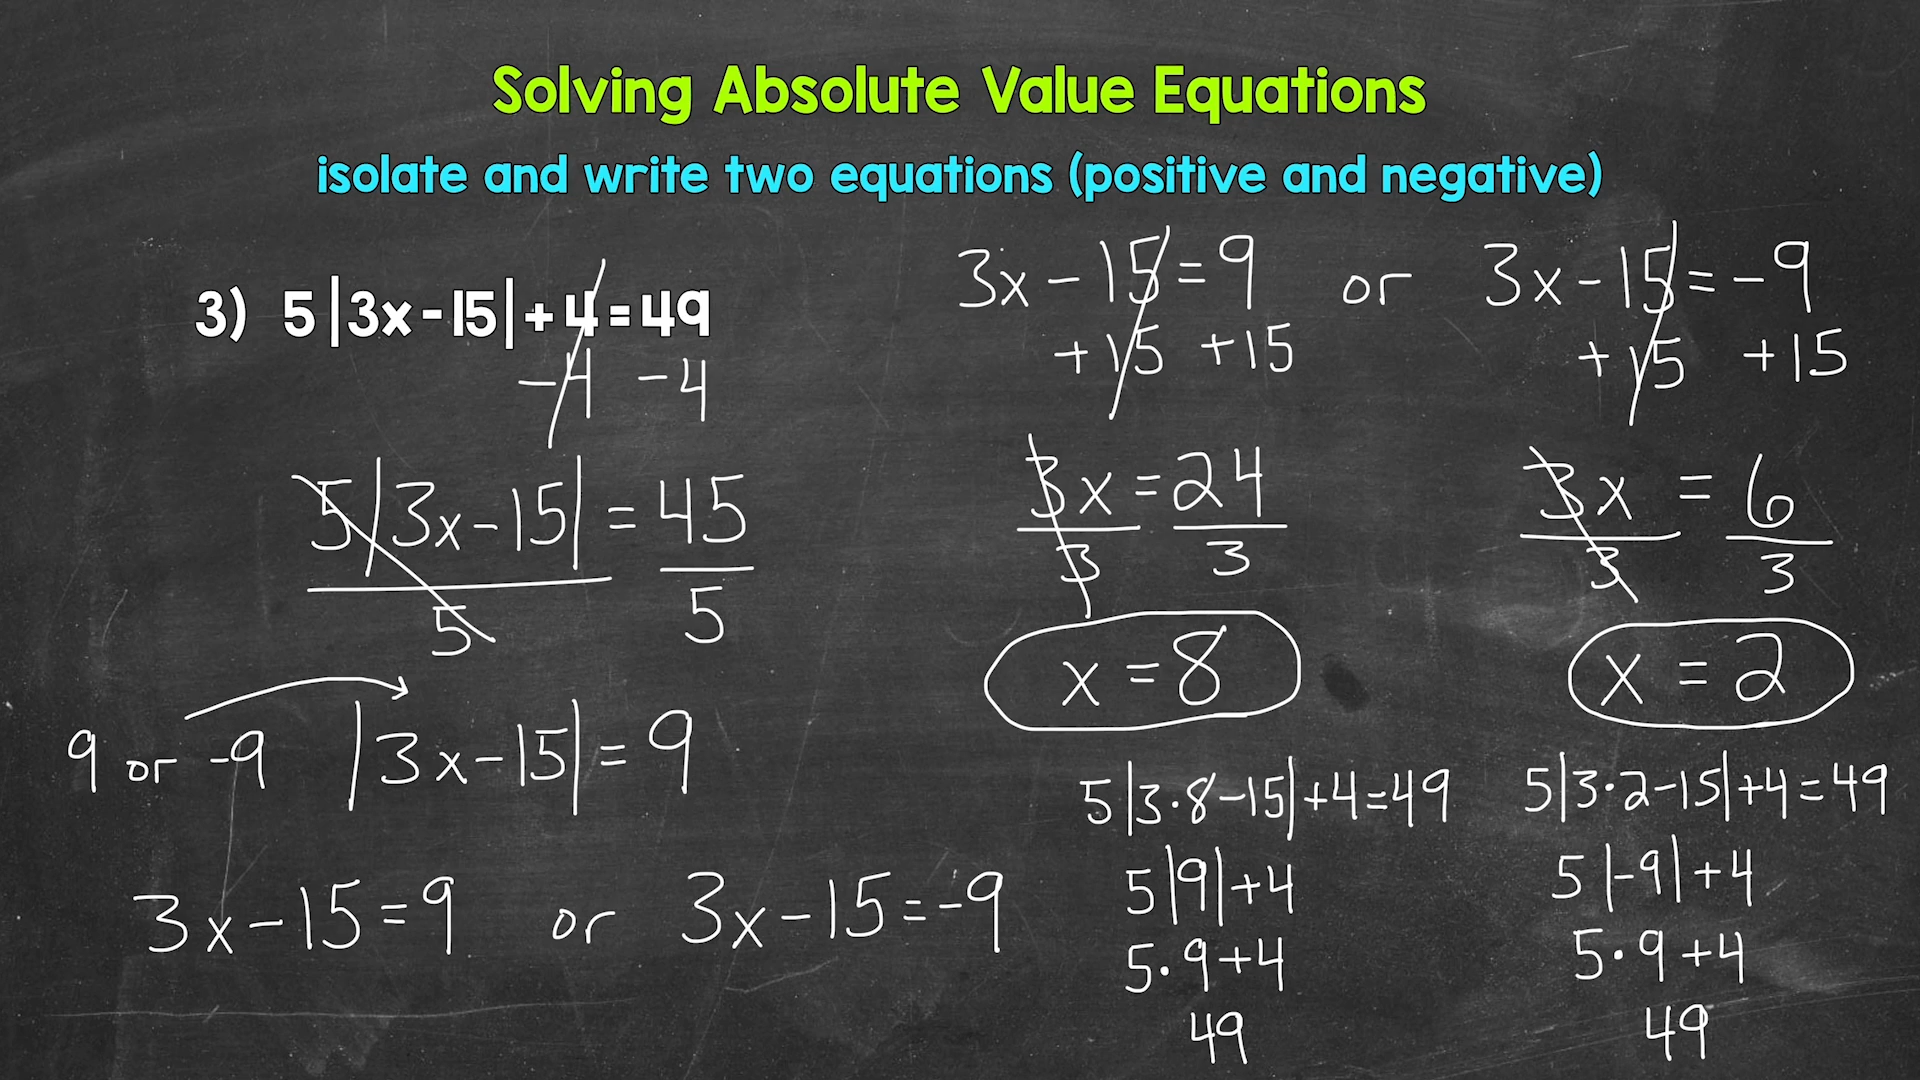 Solving Absolute Value Equations
isolate and write two equations (positive and negative)
3) 5|3x-15|+4=49
-4 -4
5|3x-15| = 45
5 5
9 or -9 |3x-15| = 9
3x-15=9 or 3x-15=-9
3x-15=9 or 3x-15=-9
+15 +15 +15 +15
3x=24 3x = 6
3 3 3 3
x=8 x=2
5|3·8-15|+4=49 5|3·2-15|+4=49
5|9|+4 5|-9|+4
5·9+4 5·9+4
49 49